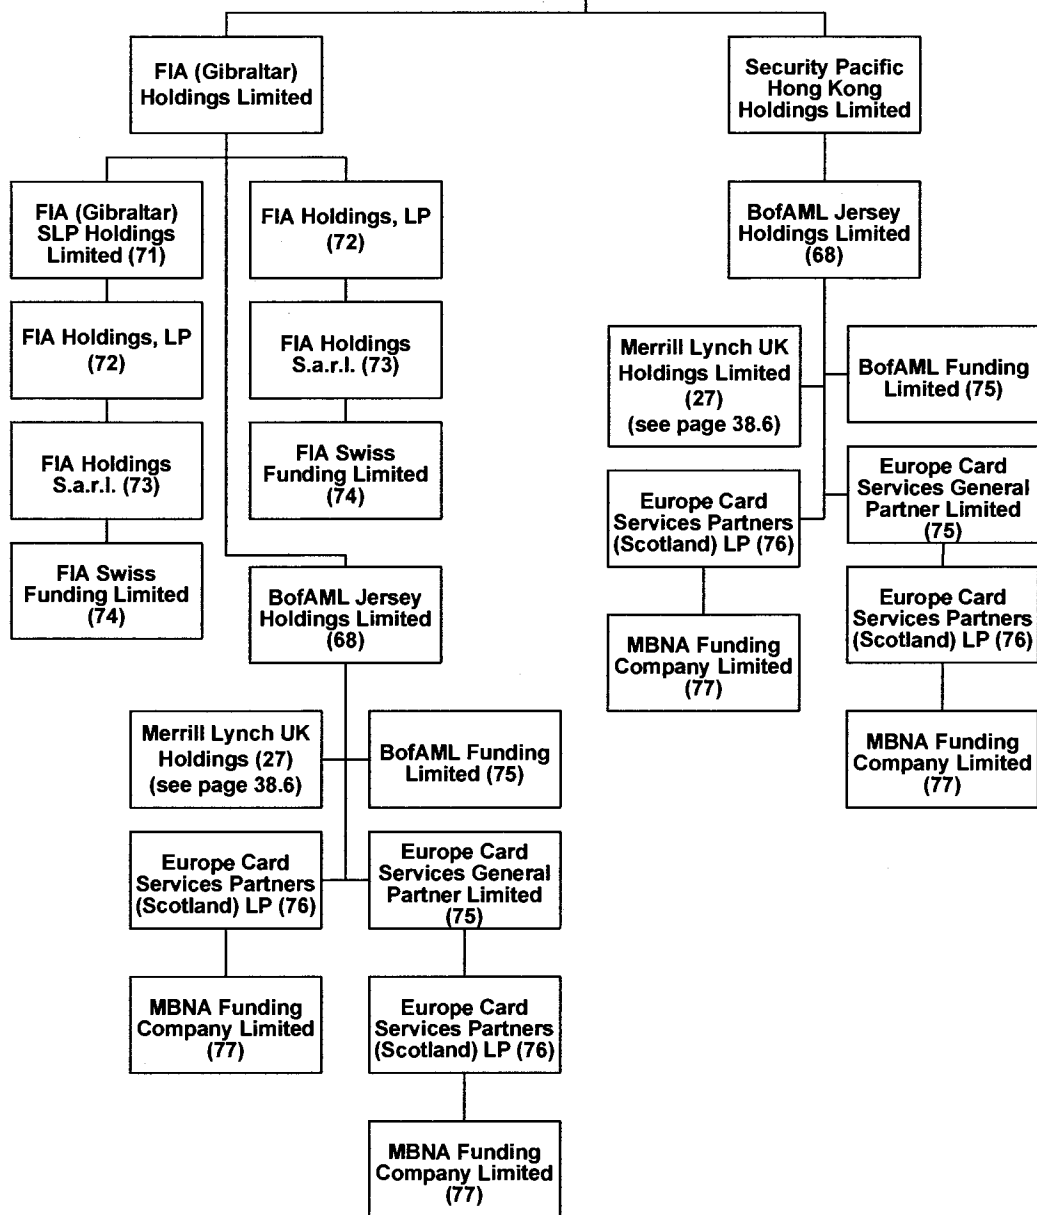 FIA (Gibraltar)
Holdings Limited
Security Pacific
Hong Kong
Holdings Limited
FIA (Gibraltar)
SLP Holdings
Limited (71)
FIA Holdings, LP
(72)
BofAML Jersey
Holdings Limited
(68)
FIA Holdings, LP
(72)
FIA Holdings
S.a.r.l. (73)
Merrill Lynch UK
Holdings Limited
(27)
(see page 38.6)
BofAML Funding
Limited (75)
FIA Holdings
S.a.r.l. (73)
FIA Swiss
Funding Limited
(74)
Europe Card
Services Partners
(Scotland) LP (76)
Europe Card
Services General
Partner Limited
(75)
FIA Swiss
Funding Limited
(74)
BofAML Jersey
Holdings Limited
(68)
MBNA Funding
Company Limited
(77)
Europe Card
Services Partners
(Scotland) LP (76)
Merrill Lynch UK
Holdings (27)
(see page 38.6)
BofAML Funding
Limited (75)
MBNA Funding
Company Limited
(77)
Europe Card
Services Partners
(Scotland) LP (76)
Europe Card
Services General
Partner Limited
(75)
MBNA Funding
Company Limited
(77)
Europe Card
Services Partners
(Scotland) LP (76)
MBNA Funding
Company Limited
(77)